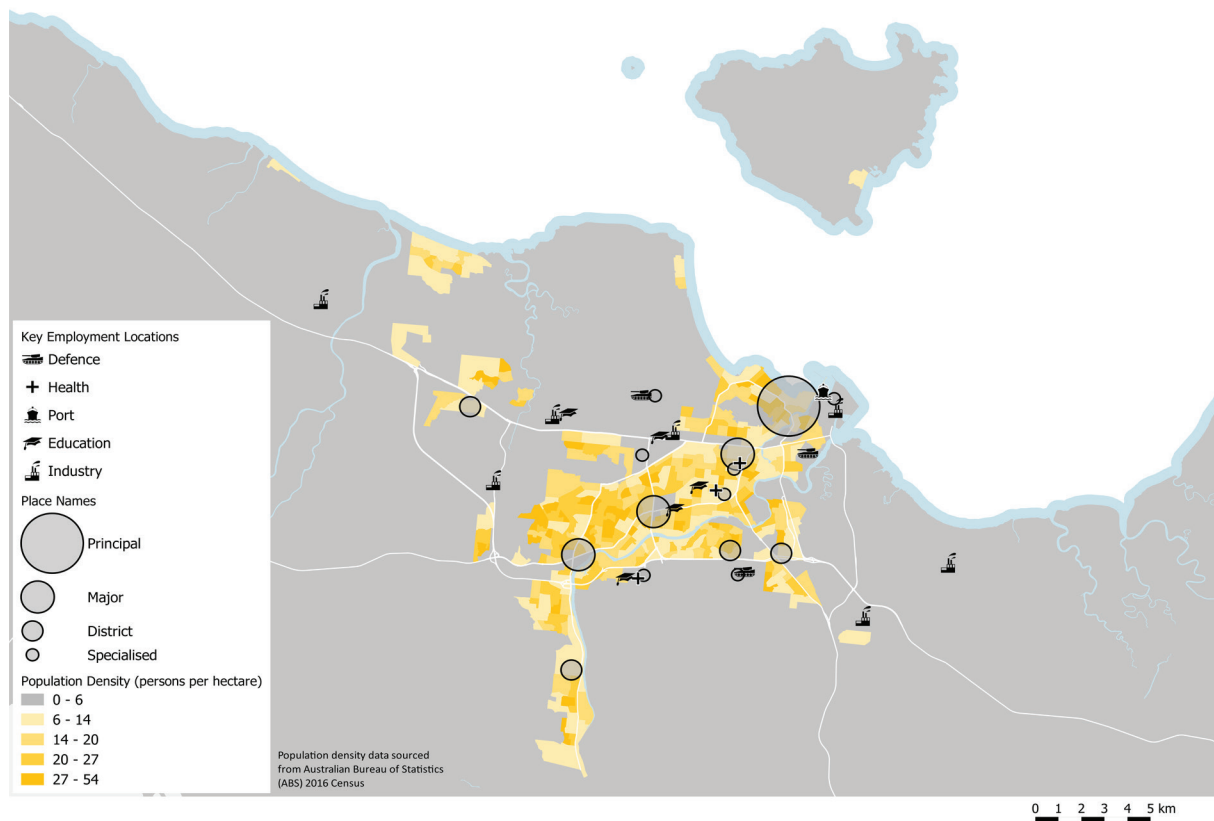 Key Employment Locations
Defence
Health
Port
Education
Industry
Place Names
Principal
Major
District
Specialised
Population Density (persons per hectare)
0 - 6
6 - 14
14 - 20
20 - 27
27 - 54
Population density data sourced
from Australian Bureau of Statistics
(ABS) 2016 Census
0 1 2 3 4 5 km